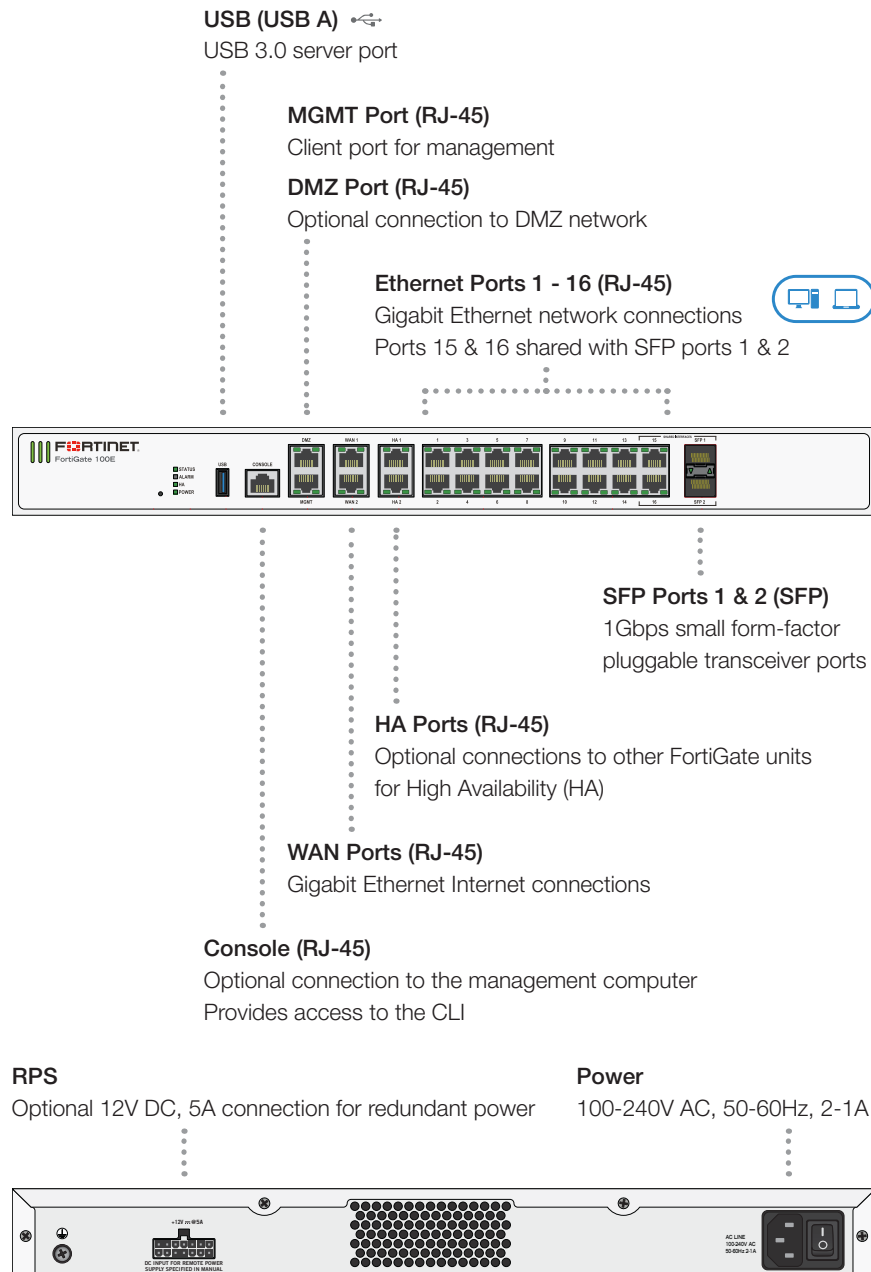 USB (USB A)
USB 3.0 server port
MGMT Port (RJ-45)
Client port for management
DMZ Port (RJ-45)
Optional connection to DMZ network
Ethernet Ports 1 - 16 (RJ-45)
Gigabit Ethernet network connections
Ports 15 & 16 shared with SFP ports 1 & 2
FORTINET
FortiGate 100E
STATUS
ALARM
HA
POWER
USB
CONSOLE
DMZ WAN 1 HA 1 1 3 5 7 9 11 13 15 SHARED INTERFACES SFP 1
MGMT WAN 2 HA 2 2 4 6 8 10 12 14 16 SFP 2
SFP Ports 1 & 2 (SFP)
1Gbps small form-factor
pluggable transceiver ports
HA Ports (RJ-45)
Optional connections to other FortiGate units
for High Availability (HA)
WAN Ports (RJ-45)
Gigabit Ethernet Internet connections
Console (RJ-45)
Optional connection to the management computer
Provides access to the CLI
RPS
Optional 12V DC, 5A connection for redundant power
Power
100-240V AC, 50-60Hz, 2-1A
+12V ⎓ @5A
DC INPUT FOR REMOTE POWER
SUPPLY SPECIFIED IN MANUAL
AC LINE
100-240V AC
50-60Hz 2-1A